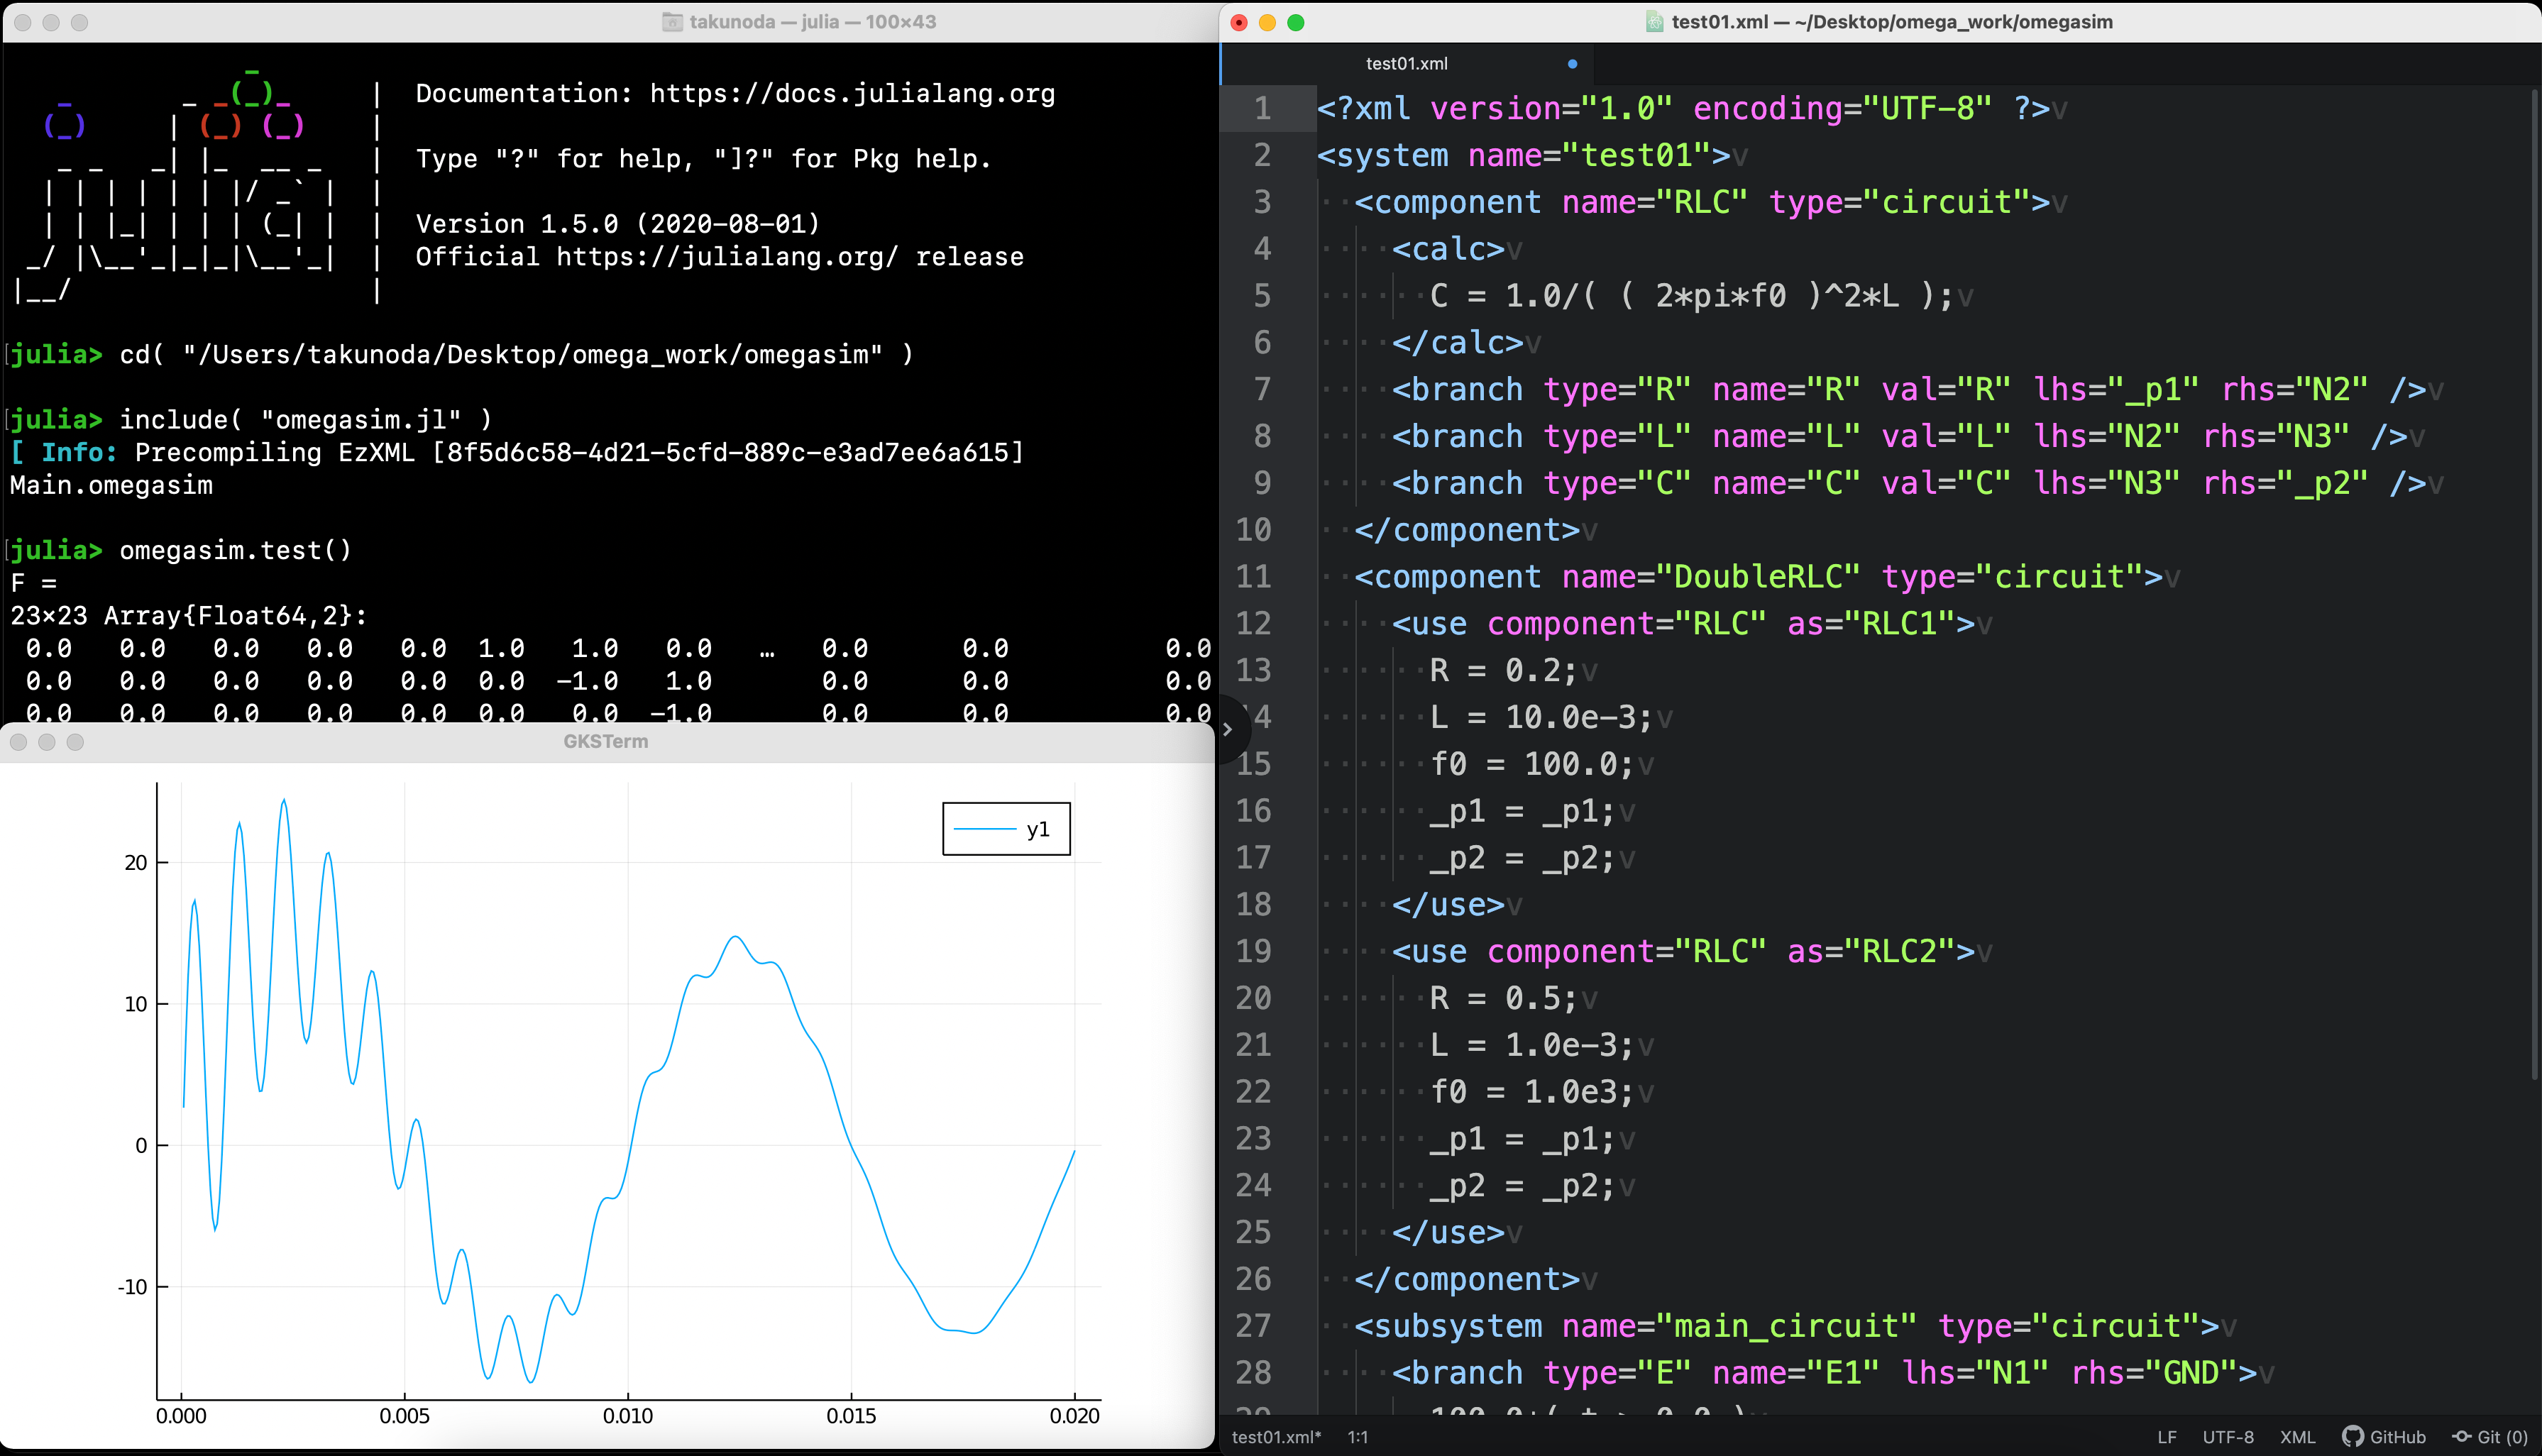 takunoda — julia — 100×43
Documentation: https://docs.julialang.org
Type "?" for help, "]?" for Pkg help.
Version 1.5.0 (2020-08-01)
Official https://julialang.org/ release
julia> cd( "/Users/takunoda/Desktop/omega_work/omegasim" )
julia> include( "omegasim.jl" )
[ Info: Precompiling EzXML [8f5d6c58-4d21-5cfd-889c-e3ad7ee6a615]
Main.omegasim
julia> omegasim.test()
F =
23×23 Array{Float64,2}:
0.0 0.0 0.0 0.0 0.0 1.0 1.0 0.0 … 0.0 0.0 0.0
0.0 0.0 0.0 0.0 0.0 0.0 −1.0 1.0 0.0 0.0 0.0
0.0 0.0 0.0 0.0 0.0 0.0 0.0 −1.0 0.0 0.0 0.0
GKSTerm
y1
20
10
0
-10
0.000 0.005 0.010 0.015 0.020
test01.xml — ~/Desktop/omega_work/omegasim
test01.xml
1 <?xml version="1.0" encoding="UTF-8" ?>
2 <system name="test01">
3 <component name="RLC" type="circuit">
4 <calc>
5 C = 1.0/( ( 2*pi*f0 )^2*L );
6 </calc>
7 <branch type="R" name="R" val="R" lhs="_p1" rhs="N2" />
8 <branch type="L" name="L" val="L" lhs="N2" rhs="N3" />
9 <branch type="C" name="C" val="C" lhs="N3" rhs="_p2" />
10 </component>
11 <component name="DoubleRLC" type="circuit">
12 <use component="RLC" as="RLC1">
13 R = 0.2;
14 L = 10.0e-3;
15 f0 = 100.0;
16 _p1 = _p1;
17 _p2 = _p2;
18 </use>
19 <use component="RLC" as="RLC2">
20 R = 0.5;
21 L = 1.0e-3;
22 f0 = 1.0e3;
23 _p1 = _p1;
24 _p2 = _p2;
25 </use>
26 </component>
27 <subsystem name="main_circuit" type="circuit">
28 <branch type="E" name="E1" lhs="N1" rhs="GND">
test01.xml* 1:1 LF UTF-8 XML GitHub Git (0)